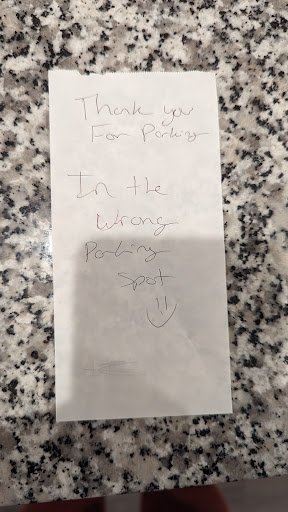 Thank you
For Parking
In the
Wrong
Parking
Spot